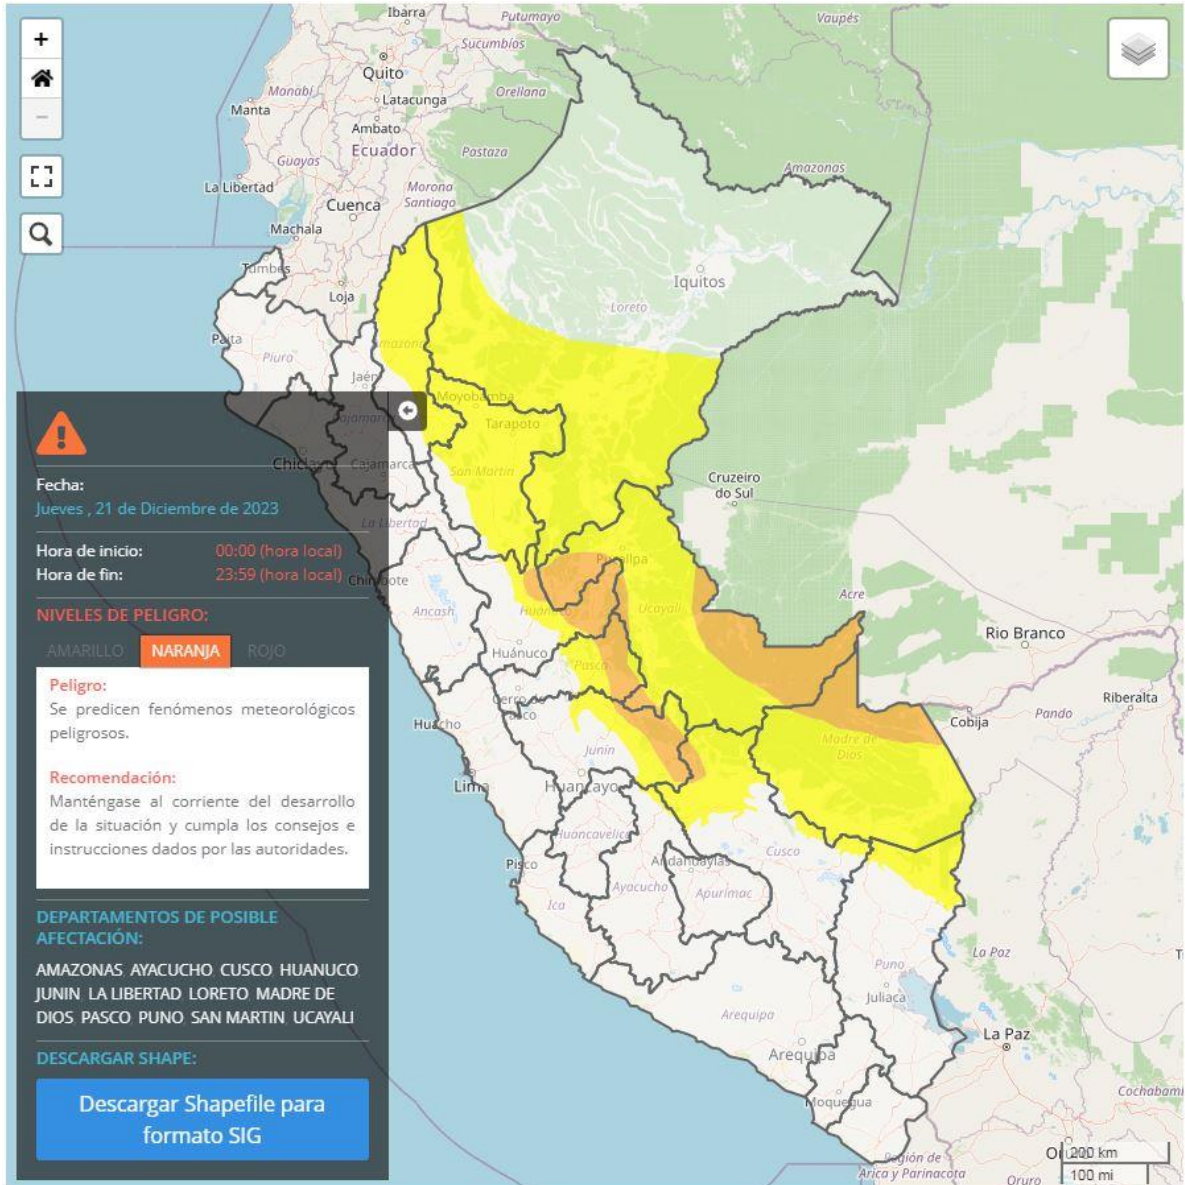 Ibarra
Putumayo
Vaupés
+
Sucumbíos
Quito
Manabi
Latacunga
Orellana
Manta
−
Ambato
Ecuador
Pastaza
Guayas
Amazonas
La Libertad
Morona
Santiago
Cuenca
Machala
Tumbes
Iquitos
Loja
Loreto
Paita
Piura
Jaén
Moyobamba
Tarapoto
Cajamarca
San Martin
Cruzeiro
do Sul
La Libertad
Pucallpa
Ancash
Ucayali
Acre
Huánuco
Rio Branco
Pasco
Riberalta
Cerro de
Pasco
Cobija
Pando
Huacho
Madre de
Dios
Junin
Lima
Huancayo
Huancavelica
Cusco
Pisco
Andahuaylas
Ayacucho
Apurimac
Ica
La Paz
Puno
Juliaca
Arequipa
La Paz
Arequipa
Moquegua
Cochabam
Región de
Arica y Parinacota
Oruro
200 km
100 mi
Fecha:
Jueves , 21 de Diciembre de 2023
Hora de inicio: 00:00 (hora local)
Hora de fin: 23:59 (hora local)
NIVELES DE PELIGRO:
AMARILLO NARANJA ROJO
Peligro:
Se predicen fenómenos meteorológicos
peligrosos.
Recomendación:
Manténgase al corriente del desarrollo
de la situación y cumpla los consejos e
instrucciones dados por las autoridades.
DEPARTAMENTOS DE POSIBLE
AFECTACIÓN:
AMAZONAS AYACUCHO CUSCO HUANUCO
JUNIN LA LIBERTAD LORETO MADRE DE
DIOS PASCO PUNO SAN MARTIN UCAYALI
DESCARGAR SHAPE:
Descargar Shapefile para
formato SIG